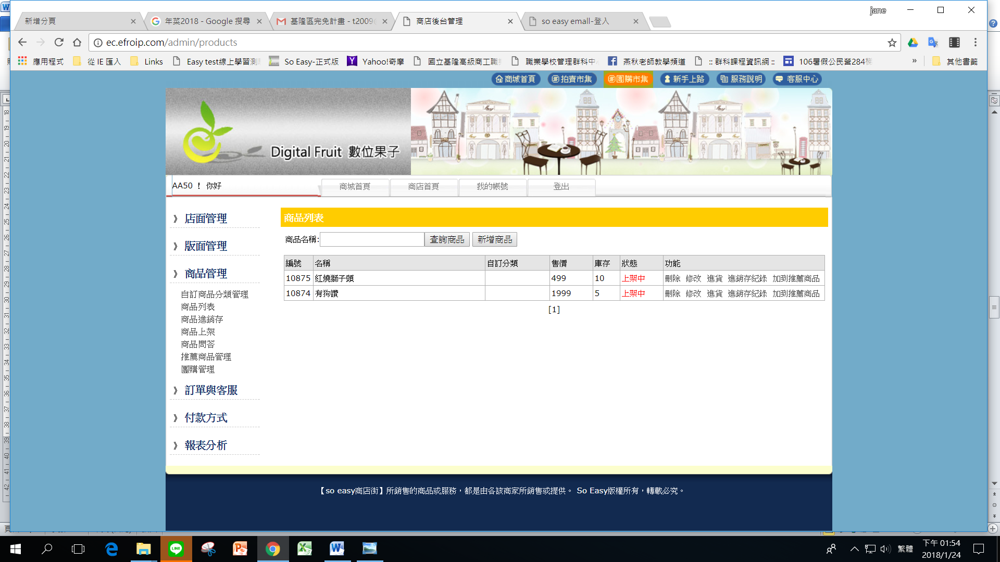 jane
新增分頁
年菜2018 - Google 搜尋
基隆區完免計畫 - t2009
商店後台管理
so easy emall-登入
ec.efroip.com/admin/products
應用程式
從 IE 匯入
Links
Easy test線上學習測
So Easy-正式版
Yahoo!奇摩
國立基隆高級商工職
職業學校管理群科中
燕秋老師教學頻道
:: 群科課程資訊網 ::
106暑假公民營284梯
»
其他書籤
商城首頁
拍賣市集
團購市集
新手上路
服務說明
客服中心
Digital Fruit 數位果子
AA50 ! 你好
商城首頁
商店首頁
我的帳號
登出
》 店面管理
》 版面管理
》 商品管理
自訂商品分類管理
商品列表
商品進銷存
商品上架
商品問答
推薦商品管理
團購管理
》 訂單與客服
》 付款方式
》 報表分析
商品列表
商品名稱: 查詢商品 新增商品
編號 名稱 自訂分類 售價 庫存 狀態 功能
10875 紅燒獅子頭 499 10 上架中 刪除 修改 進貨 進銷存紀錄 加到推薦商品
10874 有狗讚 1999 5 上架中 刪除 修改 進貨 進銷存紀錄 加到推薦商品
[1]
【so easy商店街】所銷售的商品或服務，都是由各該商家所銷售或提供。 So Easy版權所有，轉載必究。
繁體
下午 01:54
2018/1/24